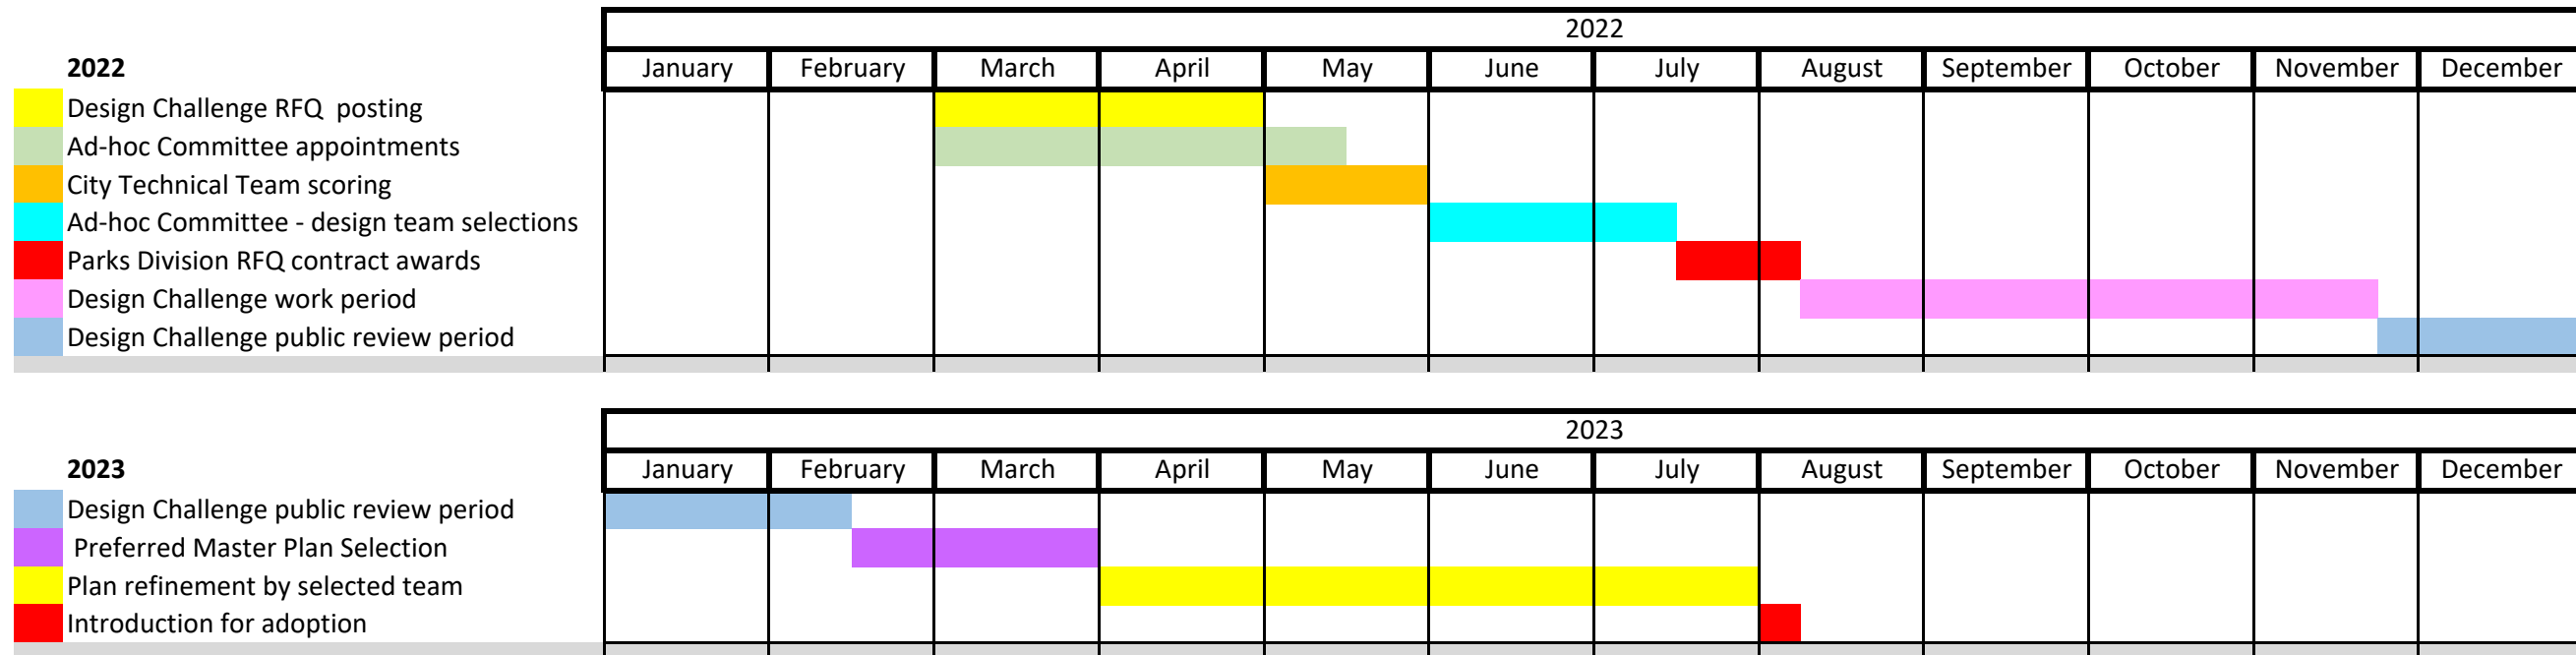 2022
2022 January February March April May June July August September October November December
Design Challenge RFQ  posting
Ad-hoc Committee appointments
City Technical Team scoring
Ad-hoc Committee - design team selections
Parks Division RFQ contract awards
Design Challenge work period
Design Challenge public review period
2023
2023 January February March April May June July August September October November December
Design Challenge public review period
Preferred Master Plan Selection
Plan refinement by selected team
Introduction for adoption